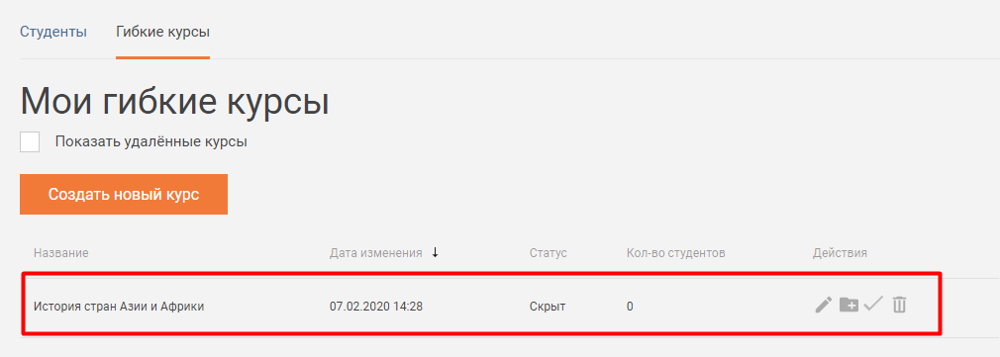 Студенты Гибкие курсы
Мои гибкие курсы
Показать удалённые курсы
Создать новый курс
Название Дата изменения ↓ Статус Кол-во студентов Действия
История стран Азии и Африки 07.02.2020 14:28 Скрыт 0